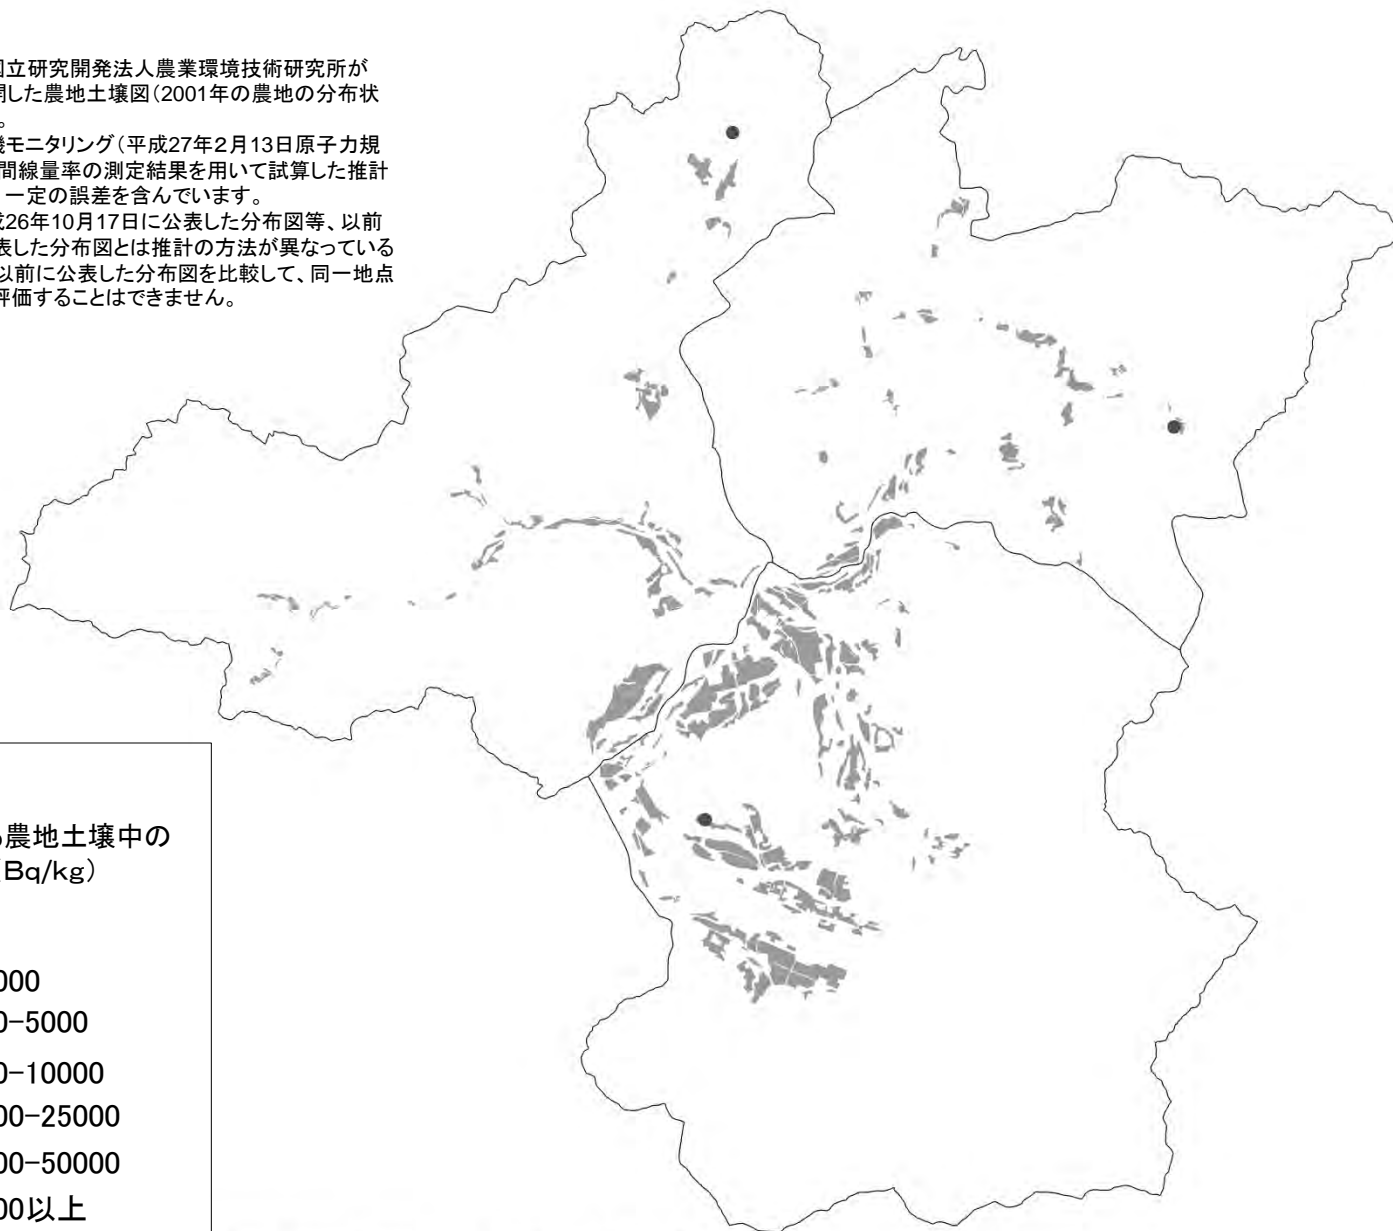 国立研究開発法人農業環境技術研究所が
開した農地土壌図(2001年の農地の分布状
。
機モニタリング(平成27年2月13日原子力規
間線量率の測定結果を用いて試算した推計
、一定の誤差を含んでいます。
成26年10月17日に公表した分布図等、以前
表した分布図とは推計の方法が異なっている
以前に公表した分布図を比較して、同一地点
評価することはできません。
る農地土壌中の
(Bq/kg)
000
0-5000
0-10000
00-25000
00-50000
00以上